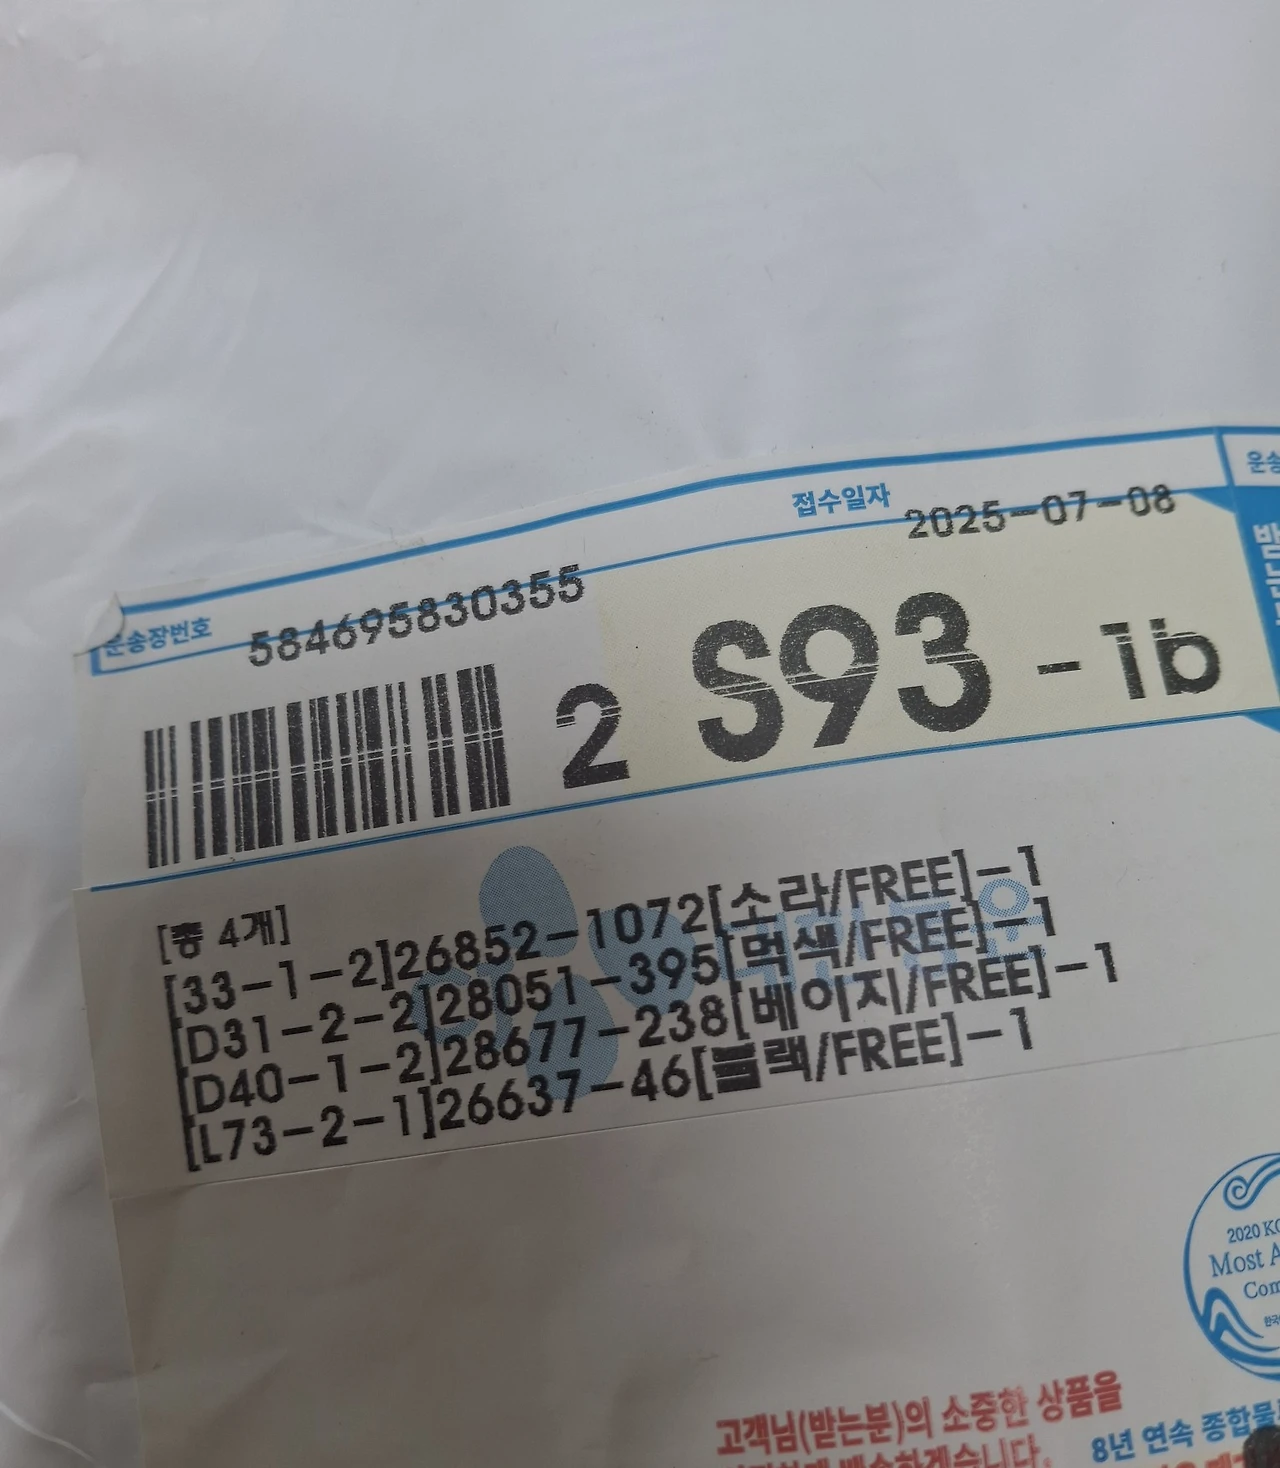 접수일자 2025-07-08
운송
운송장번호 584695830355
2 S93 - 1b
[총 4개]
[33-1-2]26852-1072[소라/FREE]-1
[D31-2-2]28051-395[먹색/FREE]-1
[D40-1-2]28677-238[베이지/FREE]-1
[L73-2-1]26637-46[블랙/FREE]-1
2020 KO
Most A
Com
고객님(받는분)의 소중한 상품을
8년 연속 종합물